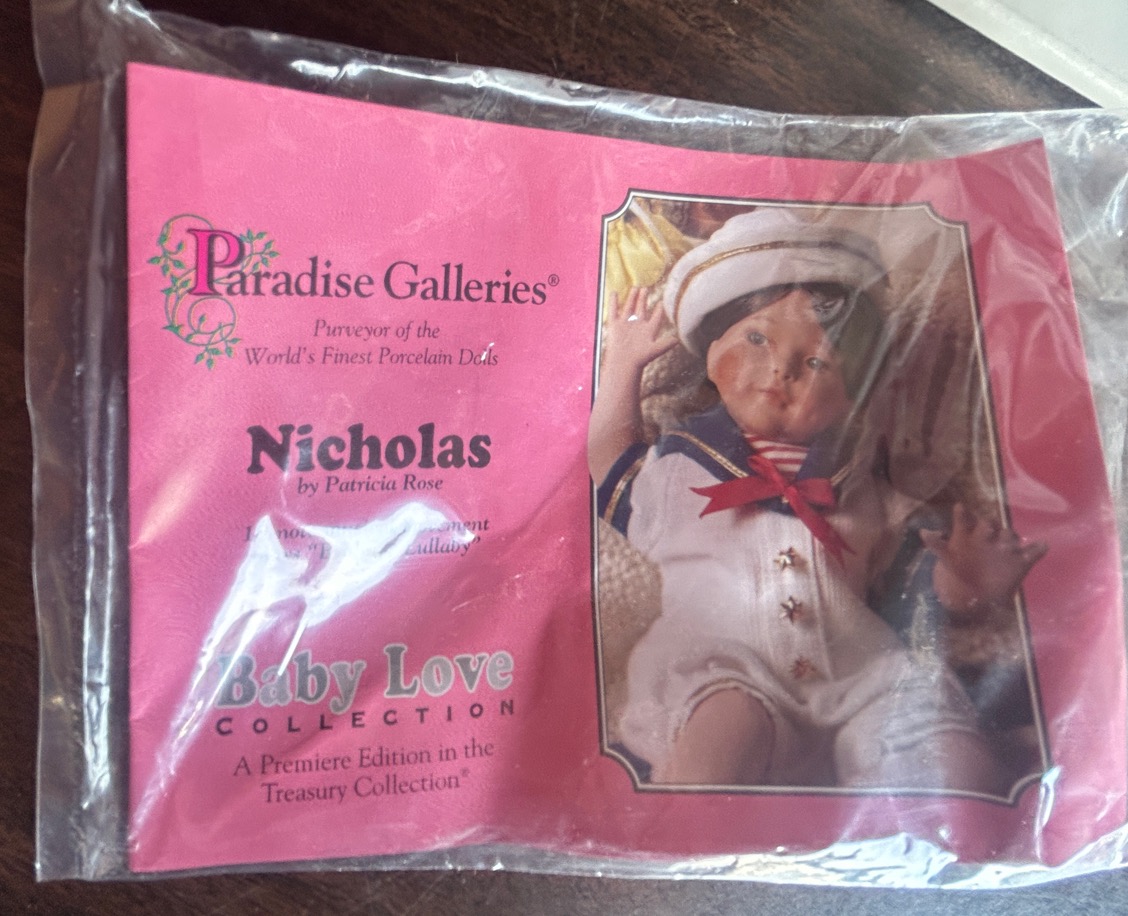 Paradise Galleries®
Purveyor of the
World's Finest Porcelain Dolls
Nicholas
by Patricia Rose
Lullaby"
Baby Love
COLLECTION
A Premiere Edition in the
Treasury Collection®